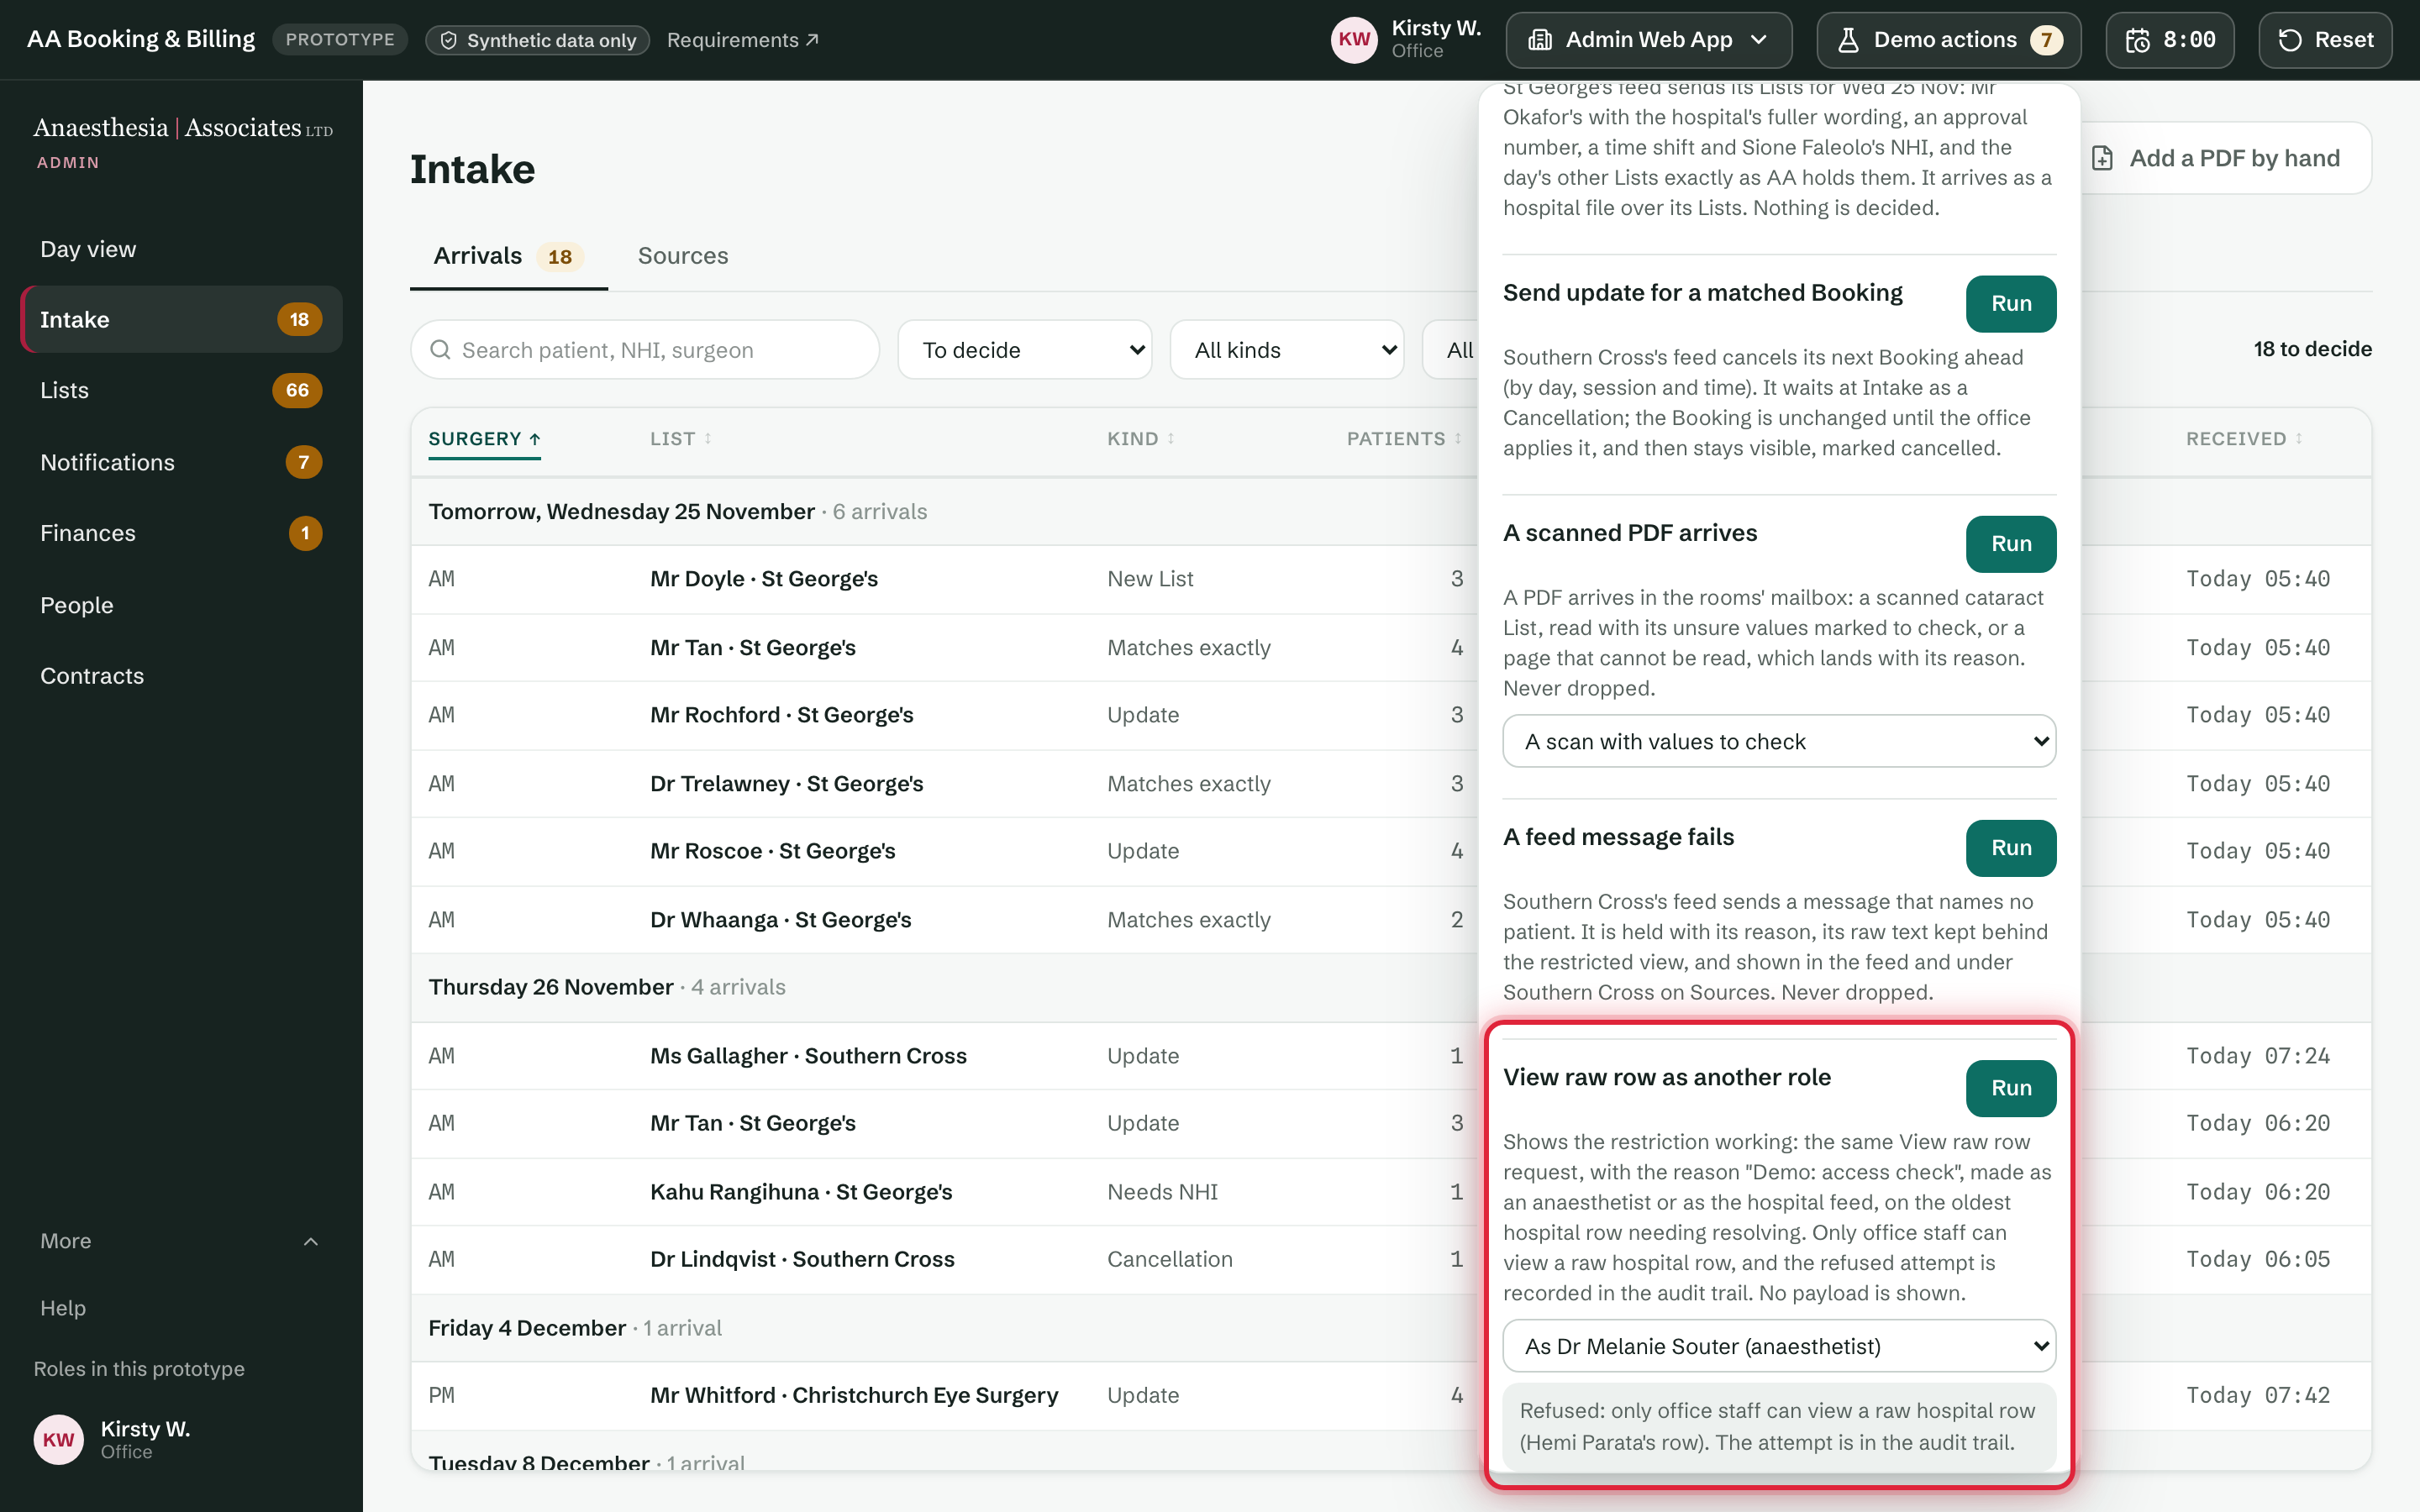 AA Booking & Billing
PROTOTYPE
Synthetic data only
Requirements ↗
KW
Kirsty W.
Office
Admin Web App
Demo actions 7
8:00
Reset
Anaesthesia | Associates LTD
ADMIN
Day view
Intake 18
Lists 66
Notifications 7
Finances 1
People
Contracts
More
Help
Roles in this prototype
KW
Kirsty W.
Office
Intake
Add a PDF by hand
Arrivals 18
Sources
Search patient, NHI, surgeon
To decide
All kinds
All
18 to decide
SURGERY ↑ LIST ↕ KIND ↕ PATIENTS ↕ RECEIVED ↕
Tomorrow, Wednesday 25 November · 6 arrivals
AM Mr Doyle · St George's New List 3 Today 05:40
AM Mr Tan · St George's Matches exactly 4 Today 05:40
AM Mr Rochford · St George's Update 3 Today 05:40
AM Dr Trelawney · St George's Matches exactly 3 Today 05:40
AM Mr Roscoe · St George's Update 4 Today 05:40
AM Dr Whaanga · St George's Matches exactly 2 Today 05:40
Thursday 26 November · 4 arrivals
AM Ms Gallagher · Southern Cross Update 1 Today 07:24
AM Mr Tan · St George's Update 3 Today 06:20
AM Kahu Rangihuna · St George's Needs NHI 1 Today 06:20
AM Dr Lindqvist · Southern Cross Cancellation 1 Today 06:05
Friday 4 December · 1 arrival
PM Mr Whitford · Christchurch Eye Surgery Update 4 Today 07:42
Tuesday 8 December · 1 arrival
St George's feed sends its Lists for Wed 25 Nov: Mr
Okafor's with the hospital's fuller wording, an approval
number, a time shift and Sione Faleolo's NHI, and the
day's other Lists exactly as AA holds them. It arrives as a
hospital file over its Lists. Nothing is decided.
Send update for a matched Booking
Run
Southern Cross's feed cancels its next Booking ahead
(by day, session and time). It waits at Intake as a
Cancellation; the Booking is unchanged until the office
applies it, and then stays visible, marked cancelled.
A scanned PDF arrives
Run
A PDF arrives in the rooms' mailbox: a scanned cataract
List, read with its unsure values marked to check, or a
page that cannot be read, which lands with its reason.
Never dropped.
A scan with values to check
A feed message fails
Run
Southern Cross's feed sends a message that names no
patient. It is held with its reason, its raw text kept behind
the restricted view, and shown in the feed and under
Southern Cross on Sources. Never dropped.
View raw row as another role
Run
Shows the restriction working: the same View raw row
request, with the reason "Demo: access check", made as
an anaesthetist or as the hospital feed, on the oldest
hospital row needing resolving. Only office staff can
view a raw hospital row, and the refused attempt is
recorded in the audit trail. No payload is shown.
As Dr Melanie Souter (anaesthetist)
Refused: only office staff can view a raw hospital row
(Hemi Parata's row). The attempt is in the audit trail.